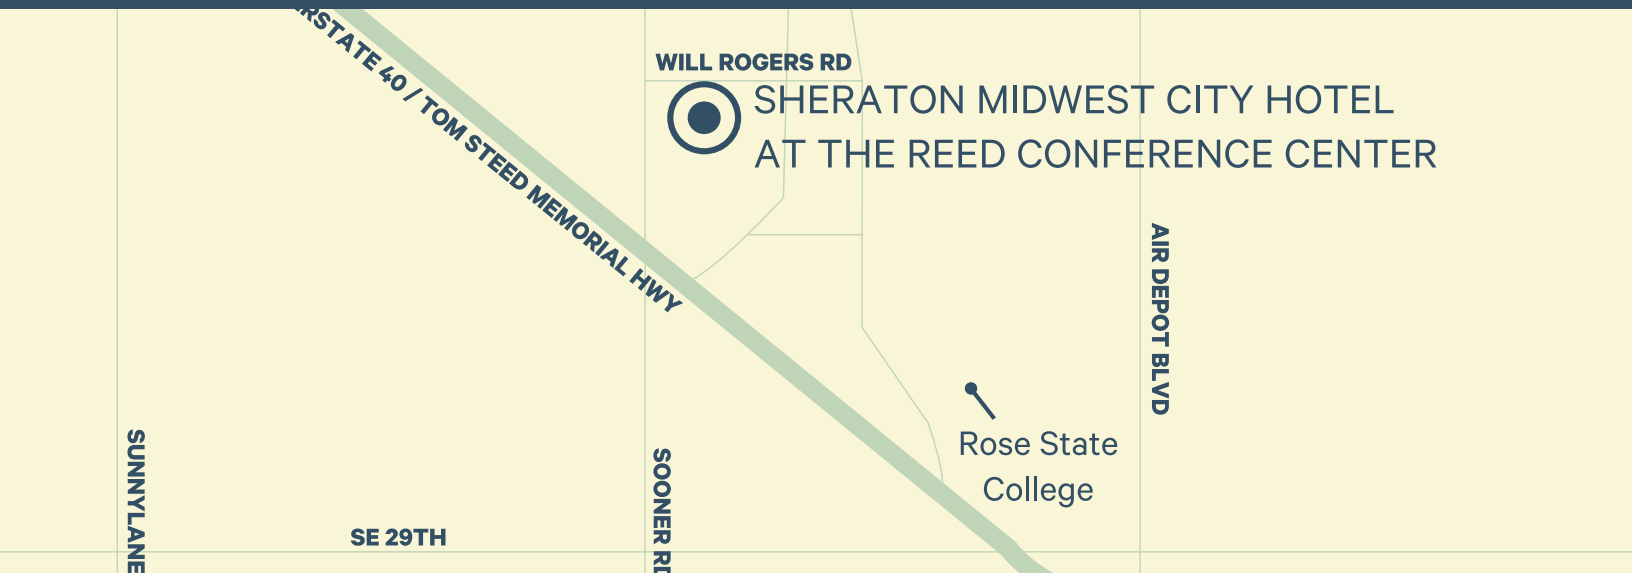 RSTATE 40 / TOM STEED MEMORIAL HWY
WILL ROGERS RD
SHERATON MIDWEST CITY HOTEL
AT THE REED CONFERENCE CENTER
AIR DEPOT BLVD
Rose State
College
SUNNYLANE
SOONER RD
SE 29TH